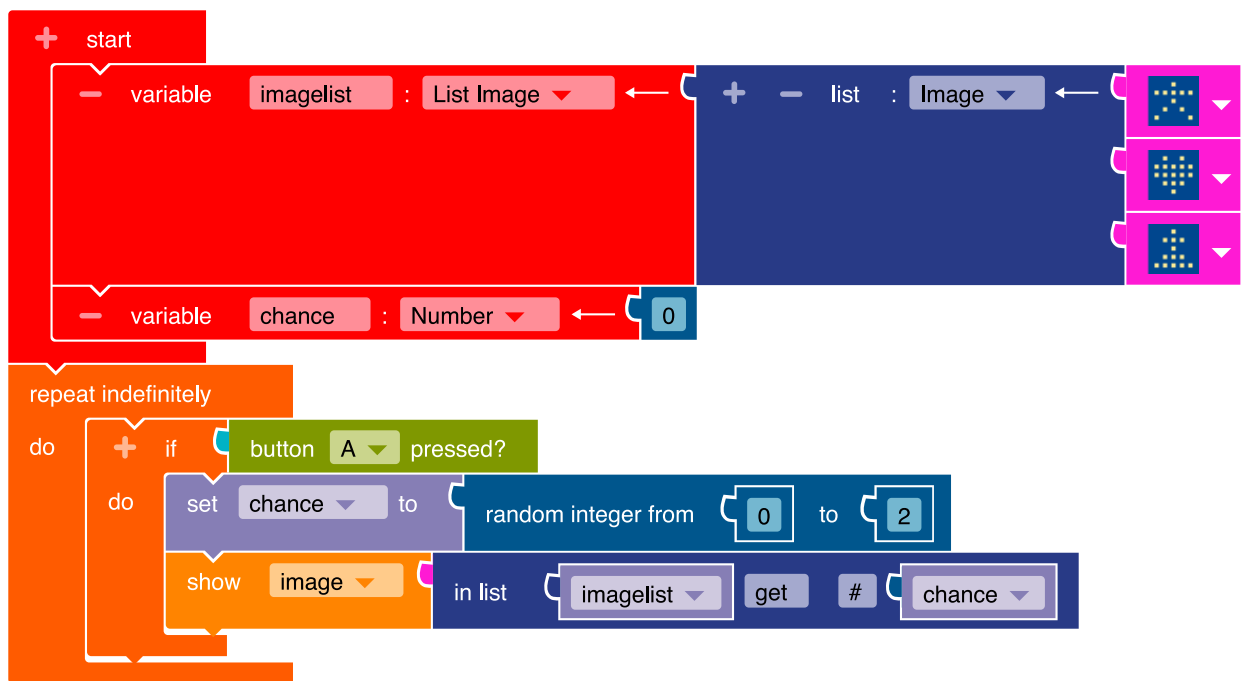 + start
− variable imagelist : List Image ← + − list : Image ←
− variable chance : Number ← 0
repeat indefinitely
do + if button A pressed?
do set chance to random integer from 0 to 2
show image in list imagelist get # chance